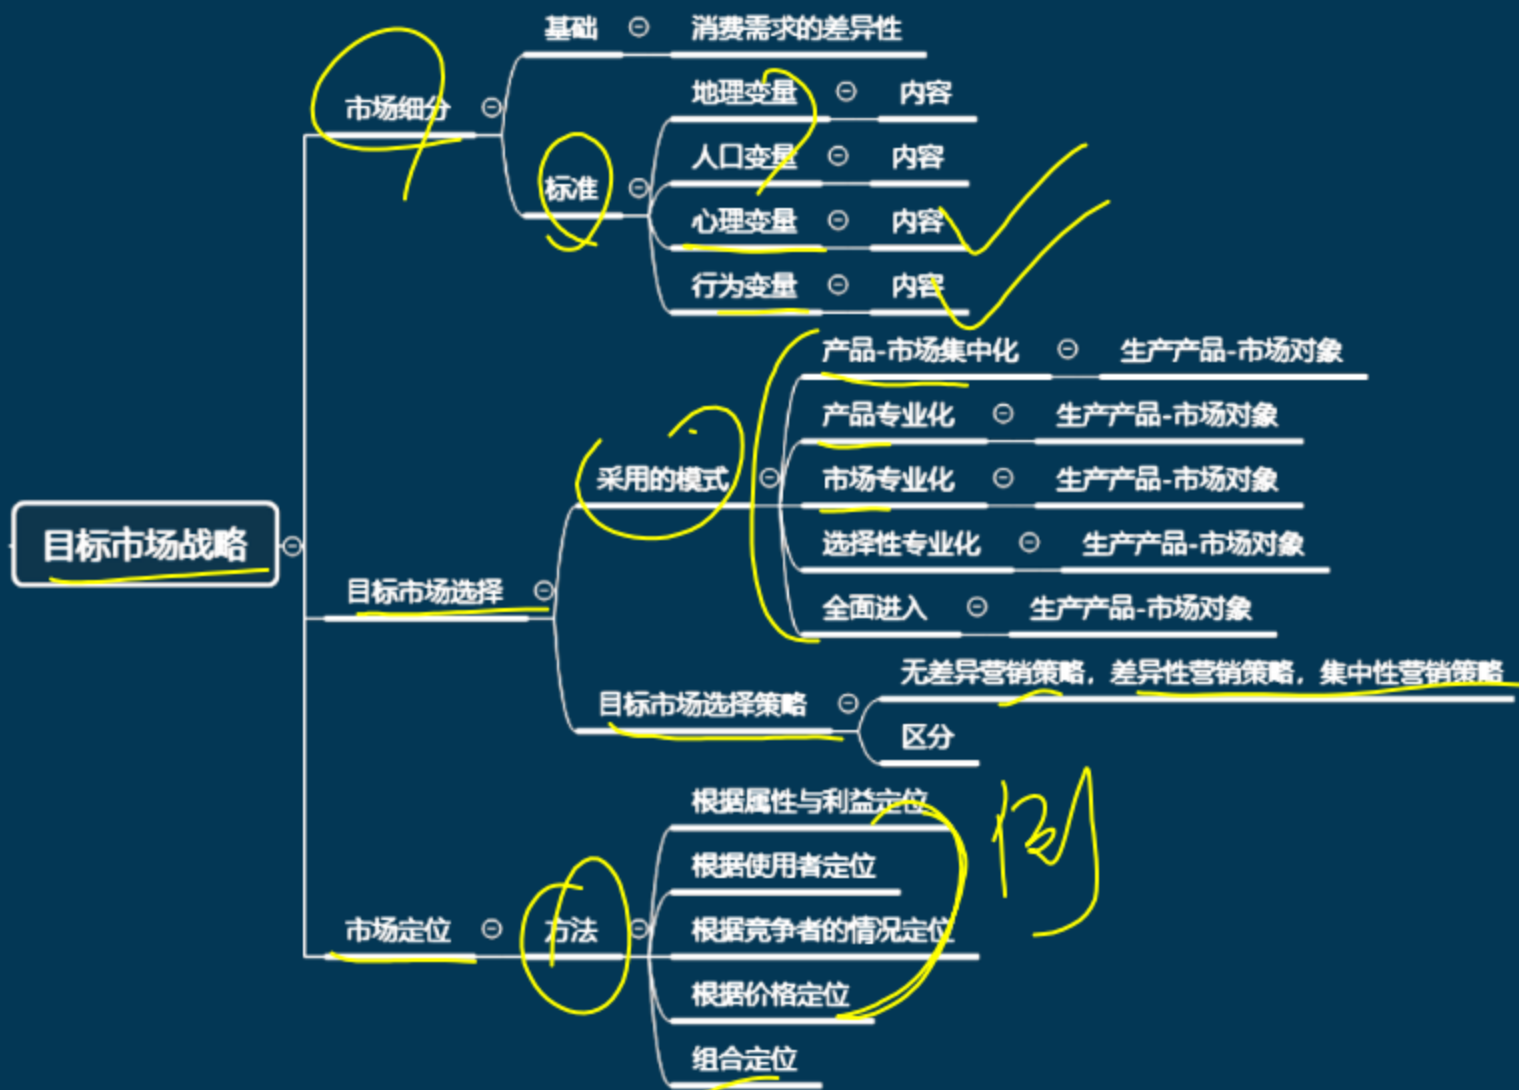 基础 消费需求的差异性
地理变量 内容
市场细分
人口变量 内容
标准
心理变量 内容
行为变量 内容
产品-市场集中化 生产产品-市场对象
产品专业化 生产产品-市场对象
采用的模式
市场专业化 生产产品-市场对象
目标市场战略
选择性专业化 生产产品-市场对象
目标市场选择
全面进入 生产产品-市场对象
无差异营销策略，差异性营销策略，集中性营销策略
目标市场选择策略
区分
根据属性与利益定位
根据使用者定位
例
市场定位 方法
根据竞争者的情况定位
根据价格定位
组合定位